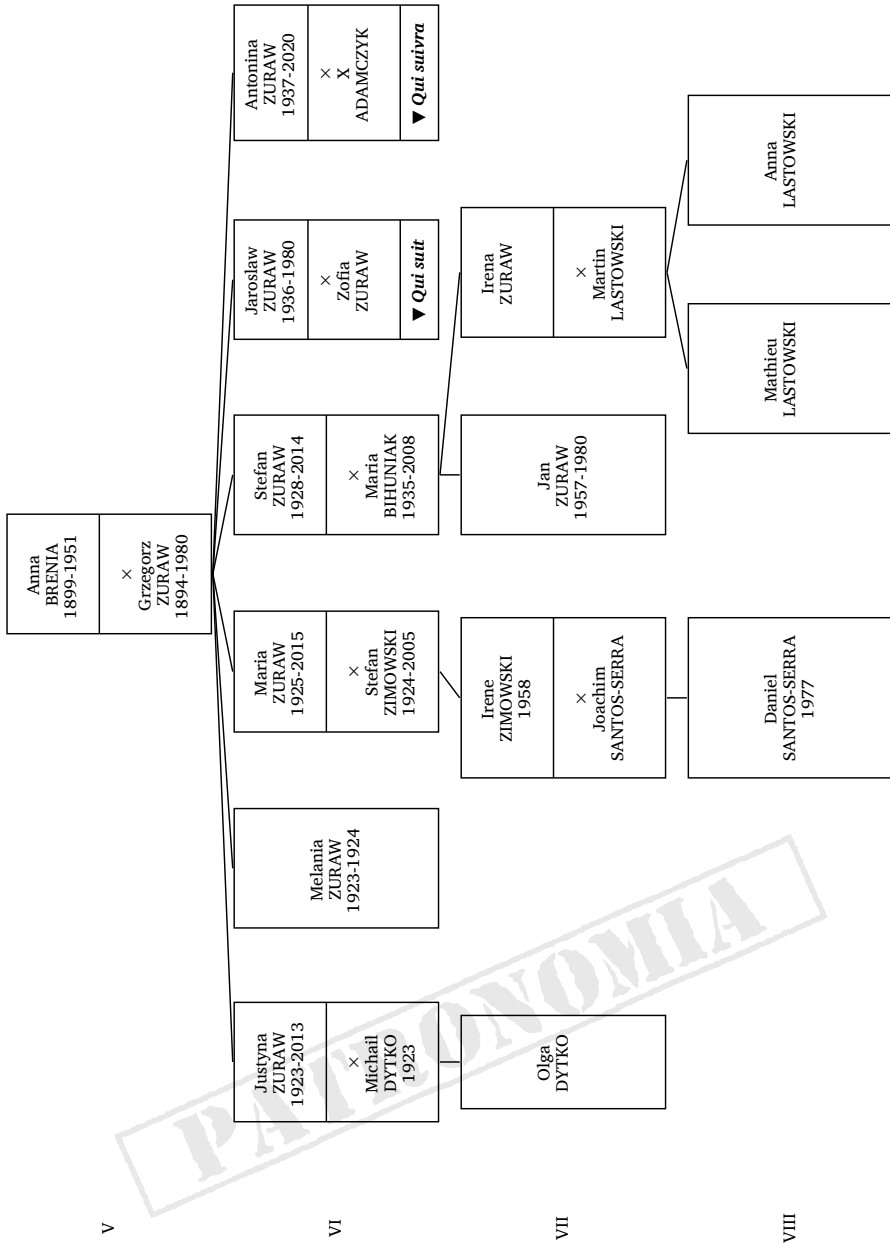 V
Anna
BRENIA
1899-1951
×
Grzegorz
ZURAW
1894-1980
VI
Justyna
ZURAW
1923-2013
×
Michail
DYTKO
1923
Melania
ZURAW
1923-1924
Maria
ZURAW
1925-2015
×
Stefan
ZIMOWSKI
1924-2005
Stefan
ZURAW
1928-2014
×
Maria
BIHUNIAK
1935-2008
Jaroslaw
ZURAW
1936-1980
×
Zofia
ZURAW
▼ Qui suit
Antonina
ZURAW
1937-2020
×
X
ADAMCZYK
▼ Qui suivra
VII
Olga
DYTKO
Irene
ZIMOWSKI
1958
×
Joachim
SANTOS-SERRA
Jan
ZURAW
1957-1980
Irena
ZURAW
×
Martin
LASTOWSKI
VIII
Daniel
SANTOS-SERRA
1977
Mathieu
LASTOWSKI
Anna
LASTOWSKI
PATRONOMIA